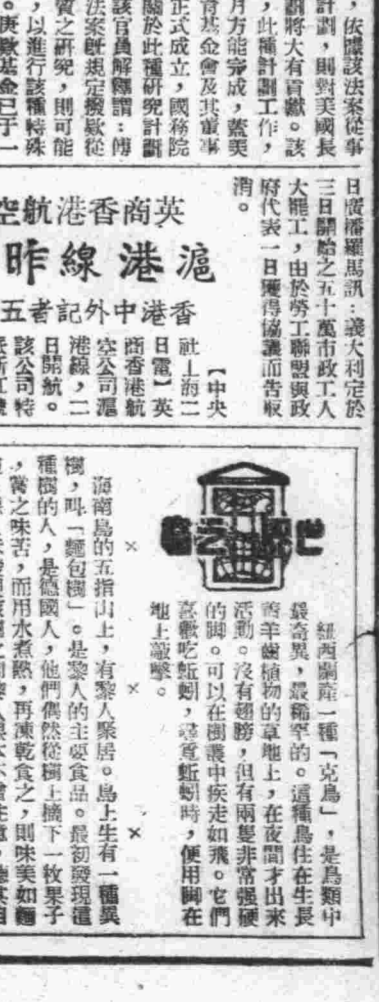 ，依據該法案從事
計劃，則對美國長
劃將大有貢獻。該
，此種計劃工作，
月方能完成，蓋美
育基金會及其董事
正式成立，國務院
關於此種研究計劃
該官員解釋謂：傅
法案既規定撥款從
質之研究，則可能
，以進行該種特殊
。庚款基金已于一
日廣播羅馬訊：義大利定於
三日開始之五十萬市政工人
大罷工，由於勞工聯盟與政
府代表一日獲得協議而告取
消。
英商香港航空
滬港線昨
香港中外記者五
【中央
社上海二
日電】英
商香港航
空公司滬
港線，二
日開航。
該公司特
世界之窗
紐西蘭產一種「克鳥」，是鳥類中
最奇異，最稀罕的。這種鳥住在生長
着羊齒植物的草地上，在夜間才出來
活動。沒有翅膀，但有兩隻非常强硬
的脚。可以在樹叢中疾走如飛。它們
喜歡吃蚯蚓，尋覓蚯蚓時，便用脚在
地上敲擊。
× × ×
海南島的五指山上，有黎人聚居。島上生有一種異
樹，叫「麵包樹」。是黎人的主要食品。最初發現這
種樹的人，是德國人，他們偶然從樹上摘下一枚果子
，嘗之味苦，而用水煮熟，再凍乾食之，則味美如麵